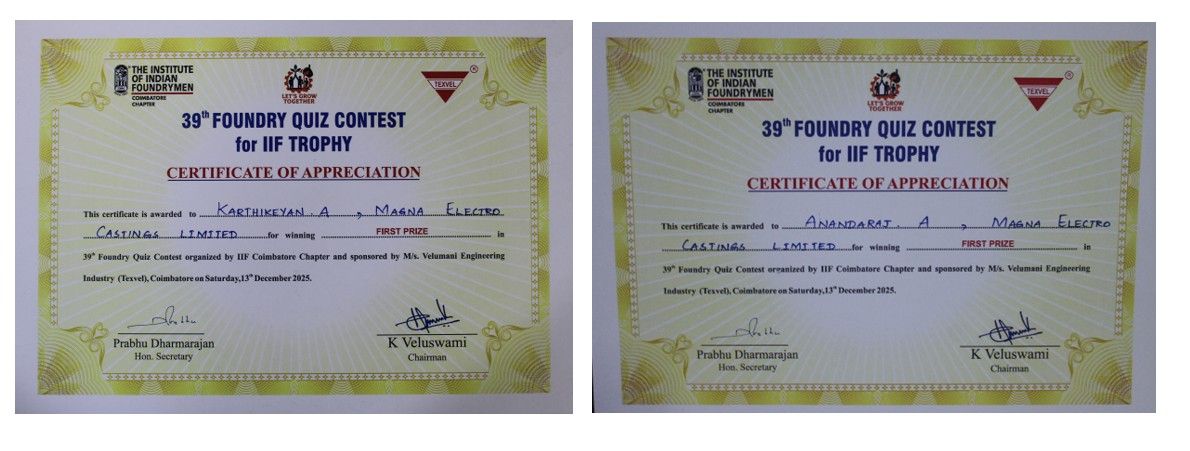 THE INSTITUTE
OF INDIAN
FOUNDRYMEN
COIMBATORE
CHAPTER
LET'S GROW
TOGETHER
TEXVEL ®
39th FOUNDRY QUIZ CONTEST
for IIF TROPHY
CERTIFICATE OF APPRECIATION
This certificate is awarded to KARTHIKEYAN. A , MAGNA ELECTRO
CASTINGS LIMITED for winning FIRST PRIZE in
39th Foundry Quiz Contest organized by IIF Coimbatore Chapter and sponsored by M/s. Velumani Engineering
Industry (Texvel), Coimbatore on Saturday,13th December 2025.
Prabhu Dharmarajan
Hon. Secretary
K Veluswami
Chairman
THE INSTITUTE
OF INDIAN
FOUNDRYMEN
COIMBATORE
CHAPTER
LET'S GROW
TOGETHER
TEXVEL ®
39th FOUNDRY QUIZ CONTEST
for IIF TROPHY
CERTIFICATE OF APPRECIATION
This certificate is awarded to ANANDARAJ. A , MAGNA ELECTRO
CASTINGS LIMITED for winning FIRST PRIZE in
39th Foundry Quiz Contest organized by IIF Coimbatore Chapter and sponsored by M/s. Velumani Engineering
Industry (Texvel), Coimbatore on Saturday,13th December 2025.
Prabhu Dharmarajan
Hon. Secretary
K Veluswami
Chairman